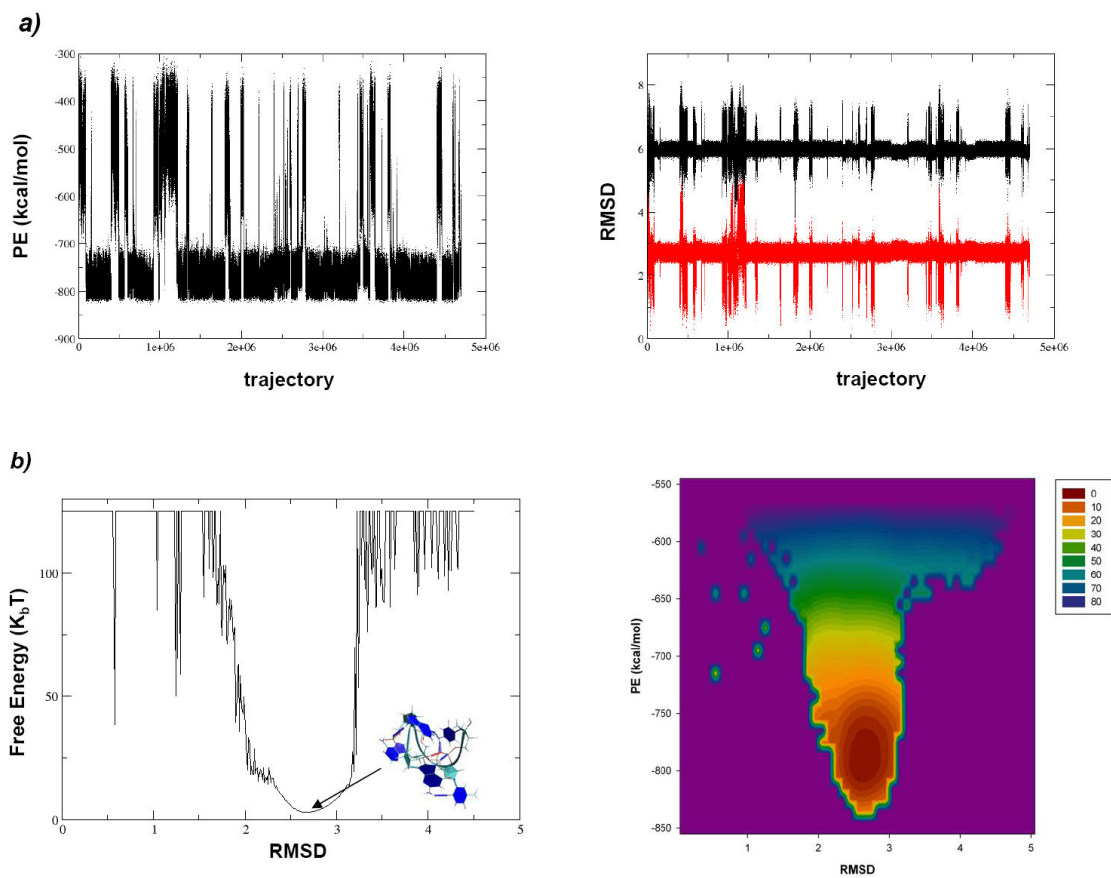 a)
-300
-400
-500
-600
-700
-800
-900
PE (kcal/mol)
0
1e+06
2e+06
3e+06
4e+06
5e+06
trajectory
8
6
4
2
0
RMSD
0
1e+06
2e+06
3e+06
4e+06
5e+06
trajectory
b)
100
50
0
Free Energy (KbT)
0
1
2
3
4
5
RMSD
-550
-600
-650
-700
-750
-800
-850
PE (kcal/mol)
1
2
3
4
5
RMSD
0
10
20
30
40
50
60
70
80